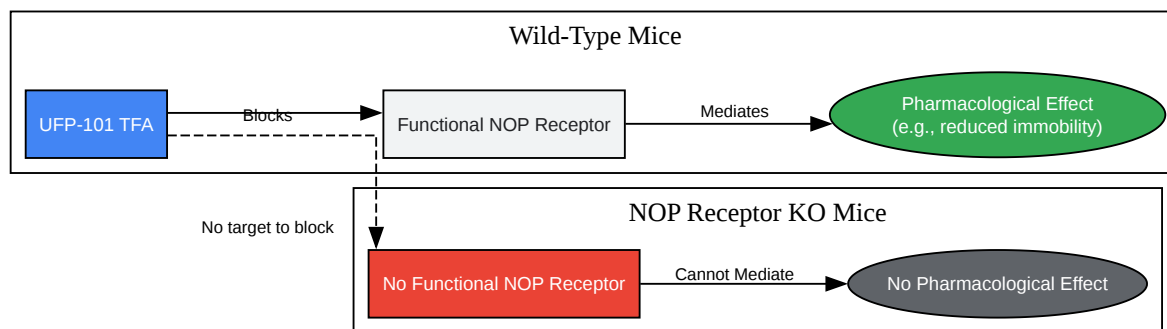 Wild-Type Mice
UFP-101 TFA
Blocks
Functional NOP Receptor
Mediates
Pharmacological Effect
(e.g., reduced immobility)
No target to block
NOP Receptor KO Mice
No Functional NOP Receptor
Cannot Mediate
No Pharmacological Effect